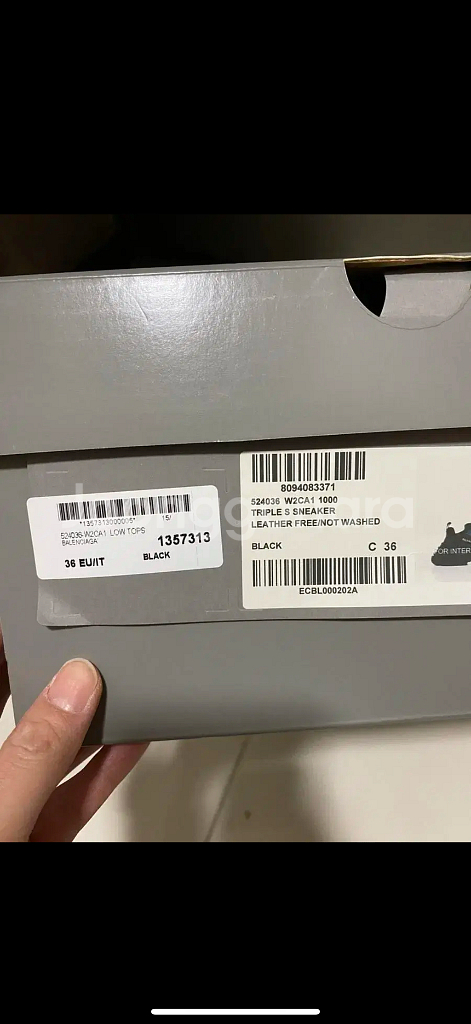 *1357313000005* 15/
524036-W2CA1 LOW TOPS
BALENCIAGA
1357313
36 EU/IT BLACK
8094083371
524036 W2CA1 1000
TRIPLE S SNEAKER
LEATHER FREE/NOT WASHED
BLACK C 36
FOR INTER
ECBL000202A